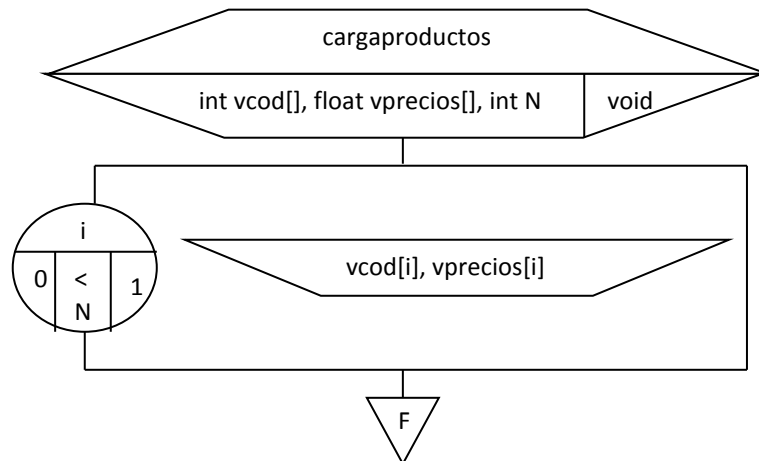 cargaproductos
int vcod[], float vprecios[], int N
void
i
0
<
N
1
vcod[i], vprecios[i]
F